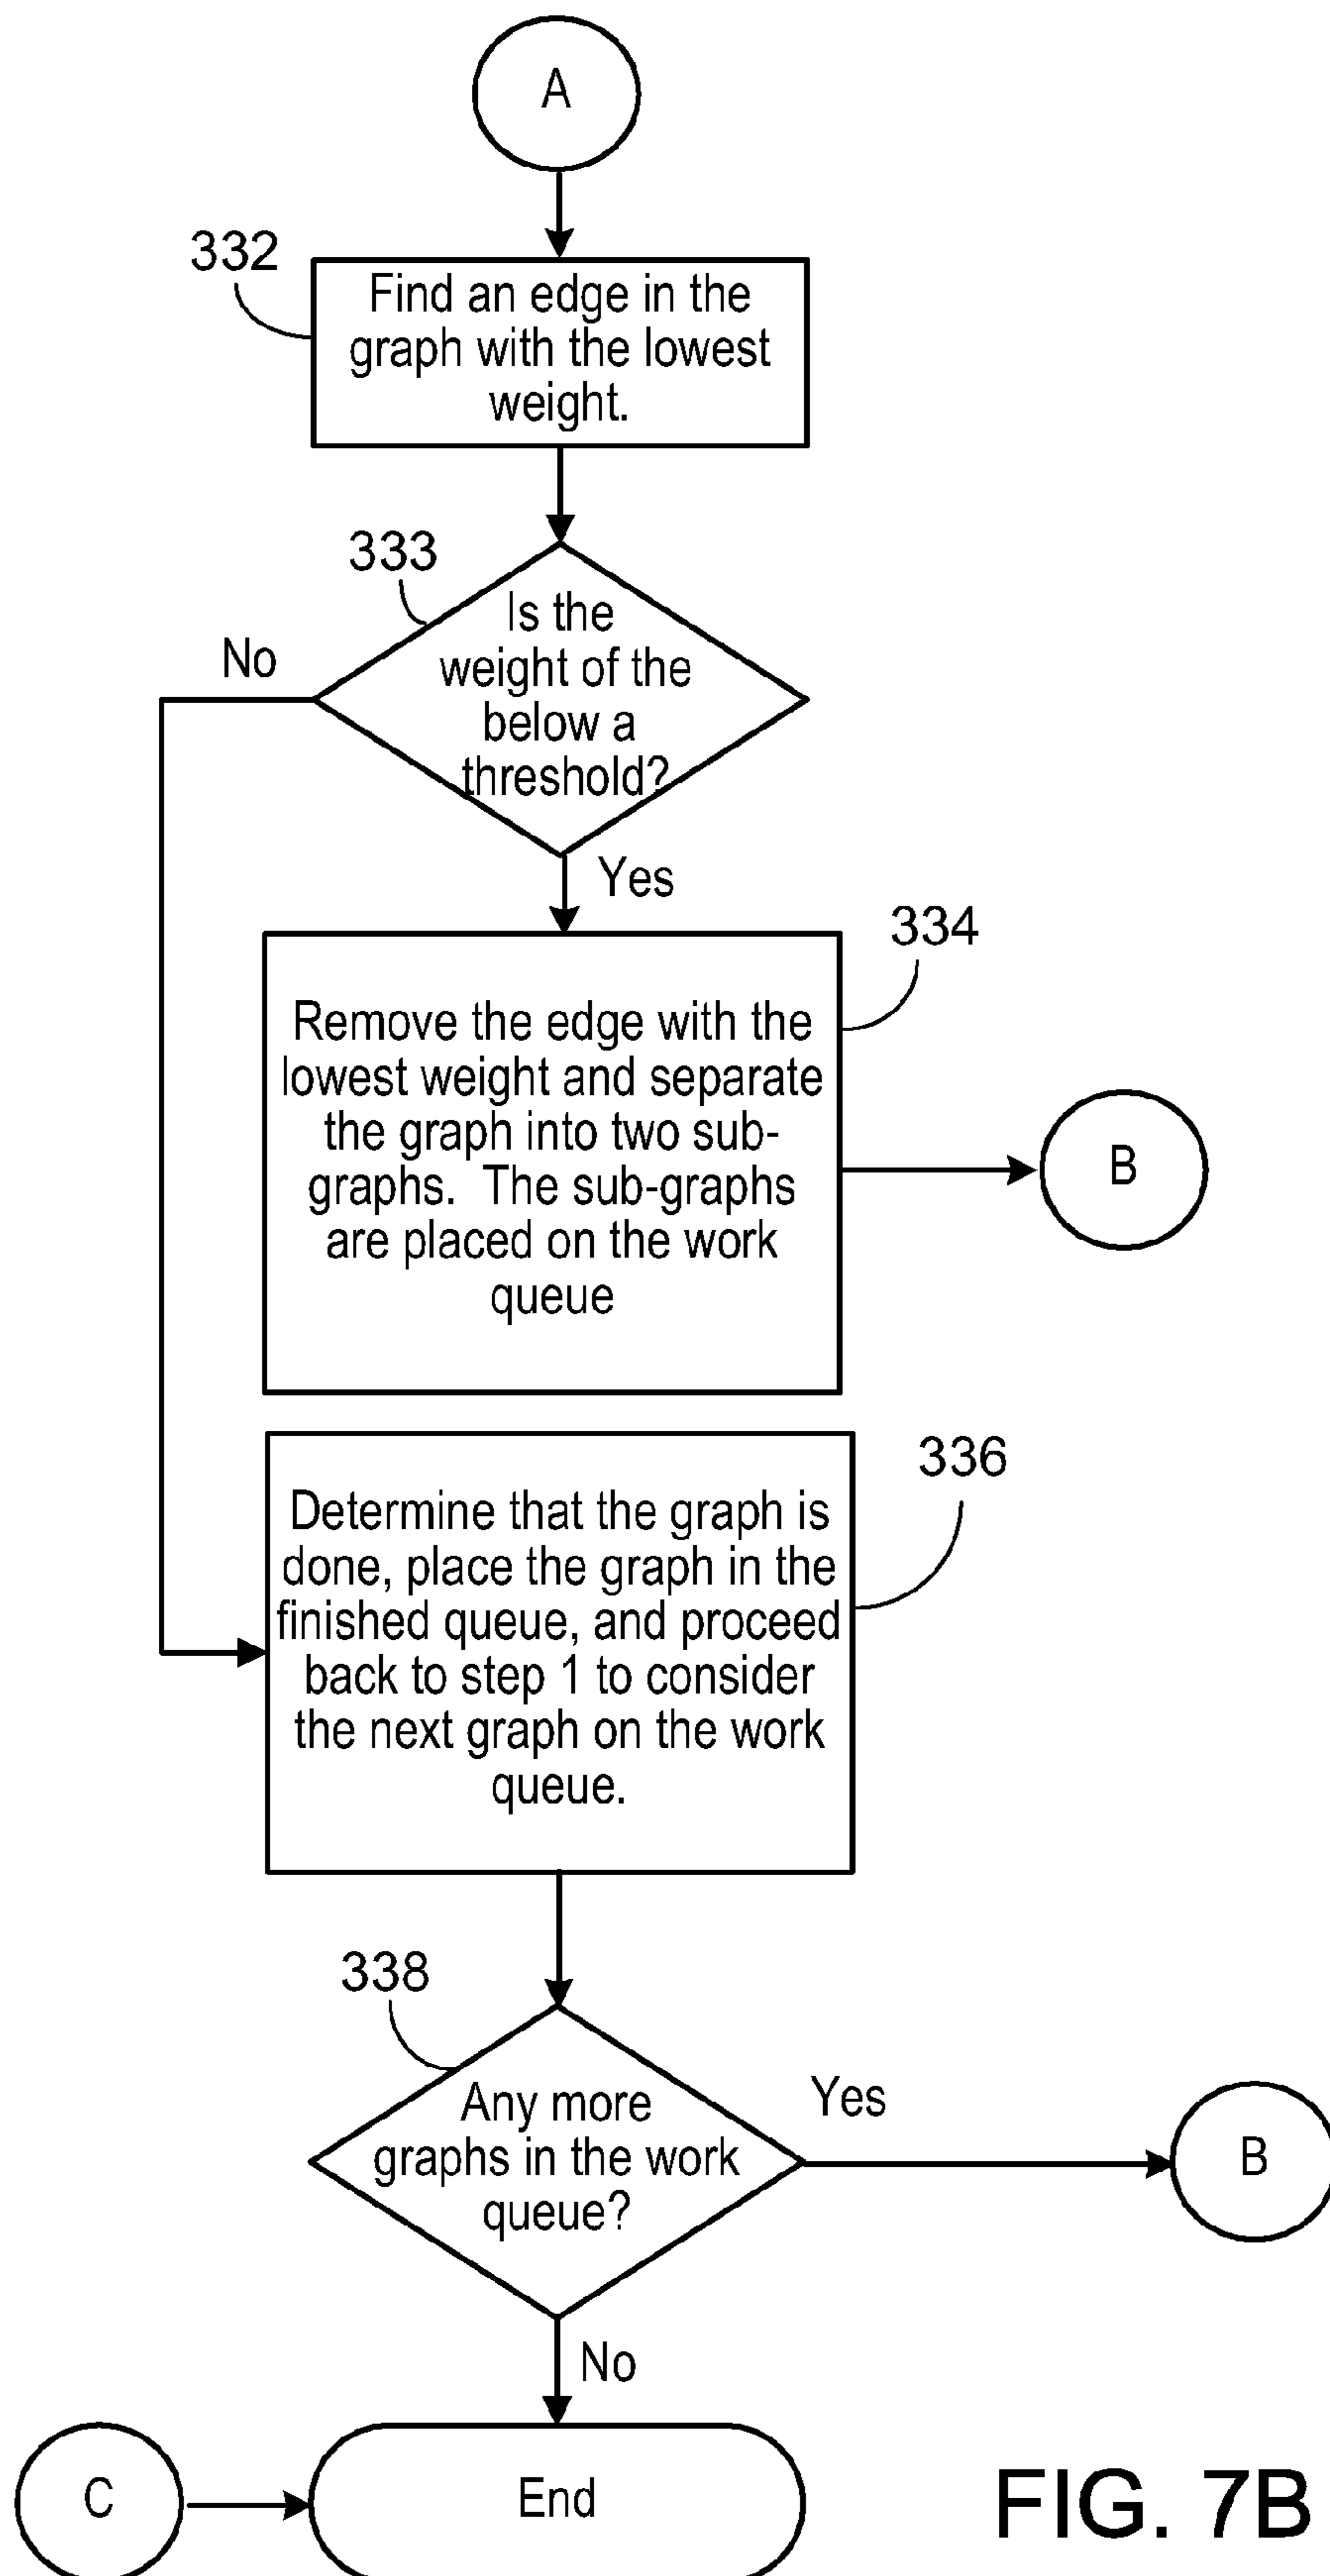 A
332
Find an edge in the
graph with the lowest
weight.
333
Is the
weight of the
below a
threshold?
No
Yes
334
Remove the edge with the
lowest weight and separate
the graph into two sub-
graphs. The sub-graphs
are placed on the work
queue
B
336
Determine that the graph is
done, place the graph in the
finished queue, and proceed
back to step 1 to consider
the next graph on the work
queue.
338
Any more
graphs in the work
queue?
Yes
B
No
C
End
FIG. 7B